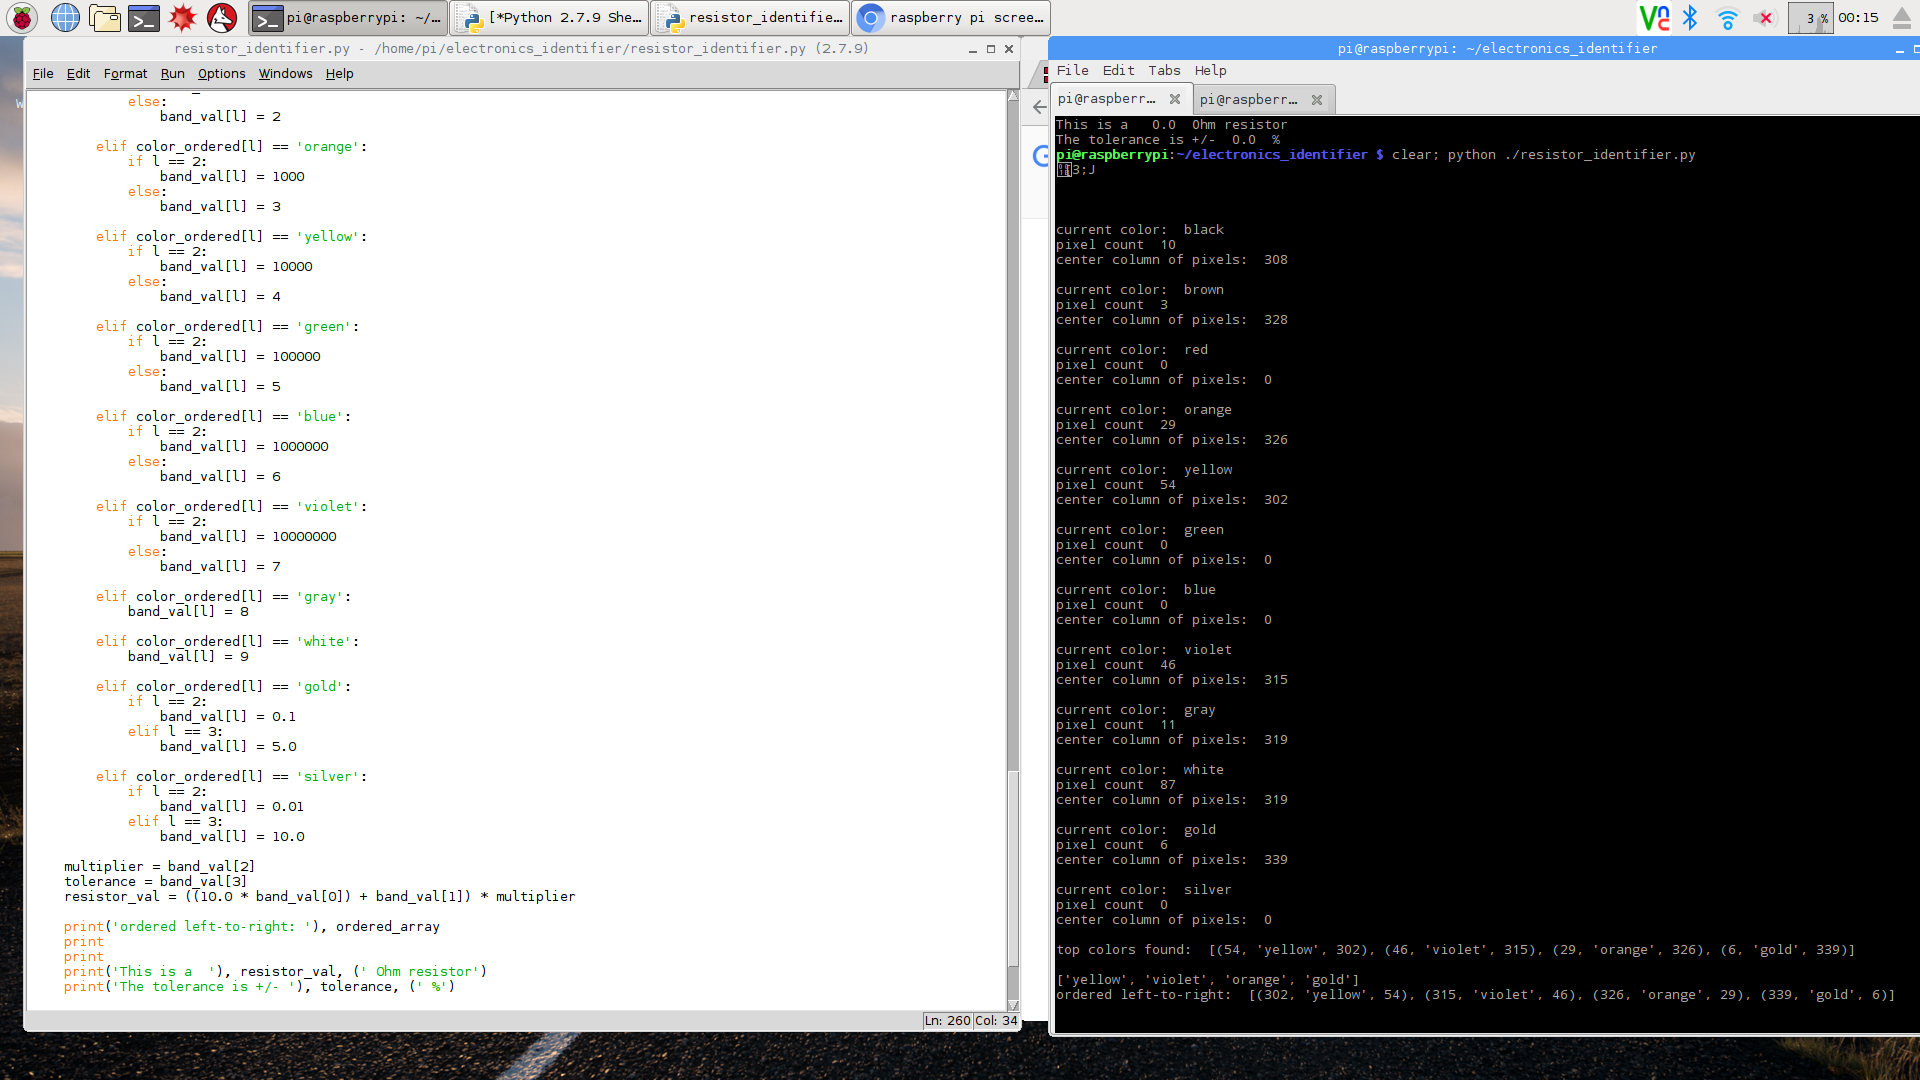 pi@raspberrypi: ~/...
[*Python 2.7.9 She...
resistor_identifie...
raspberry pi scree...
3 %
00:15
resistor_identifier.py - /home/pi/electronics_identifier/resistor_identifier.py (2.7.9)
File Edit Format Run Options Windows Help
else:
band_val[l] = 2
elif color_ordered[l] == 'orange':
if l == 2:
band_val[l] = 1000
else:
band_val[l] = 3
elif color_ordered[l] == 'yellow':
if l == 2:
band_val[l] = 10000
else:
band_val[l] = 4
elif color_ordered[l] == 'green':
if l == 2:
band_val[l] = 100000
else:
band_val[l] = 5
elif color_ordered[l] == 'blue':
if l == 2:
band_val[l] = 1000000
else:
band_val[l] = 6
elif color_ordered[l] == 'violet':
if l == 2:
band_val[l] = 10000000
else:
band_val[l] = 7
elif color_ordered[l] == 'gray':
band_val[l] = 8
elif color_ordered[l] == 'white':
band_val[l] = 9
elif color_ordered[l] == 'gold':
if l == 2:
band_val[l] = 0.1
elif l == 3:
band_val[l] = 5.0
elif color_ordered[l] == 'silver':
if l == 2:
band_val[l] = 0.01
elif l == 3:
band_val[l] = 10.0
multiplier = band_val[2]
tolerance = band_val[3]
resistor_val = ((10.0 * band_val[0]) + band_val[1]) * multiplier
print('ordered left-to-right: '), ordered_array
print
print
print('This is a  '), resistor_val, (' Ohm resistor')
print('The tolerance is +/- '), tolerance, (' %')
Ln: 260 Col: 34
pi@raspberrypi: ~/electronics_identifier
File Edit Tabs Help
pi@raspberr...
pi@raspberr...
This is a   0.0  Ohm resistor
The tolerance is +/-  0.0  %
pi@raspberrypi:~/electronics_identifier $ clear; python ./resistor_identifier.py
3;J
current color:  black
pixel count  10
center column of pixels:  308
current color:  brown
pixel count  3
center column of pixels:  328
current color:  red
pixel count  0
center column of pixels:  0
current color:  orange
pixel count  29
center column of pixels:  326
current color:  yellow
pixel count  54
center column of pixels:  302
current color:  green
pixel count  0
center column of pixels:  0
current color:  blue
pixel count  0
center column of pixels:  0
current color:  violet
pixel count  46
center column of pixels:  315
current color:  gray
pixel count  11
center column of pixels:  319
current color:  white
pixel count  87
center column of pixels:  319
current color:  gold
pixel count  6
center column of pixels:  339
current color:  silver
pixel count  0
center column of pixels:  0
top colors found:  [(54, 'yellow', 302), (46, 'violet', 315), (29, 'orange', 326), (6, 'gold', 339)]
['yellow', 'violet', 'orange', 'gold']
ordered left-to-right:  [(302, 'yellow', 54), (315, 'violet', 46), (326, 'orange', 29), (339, 'gold', 6)]